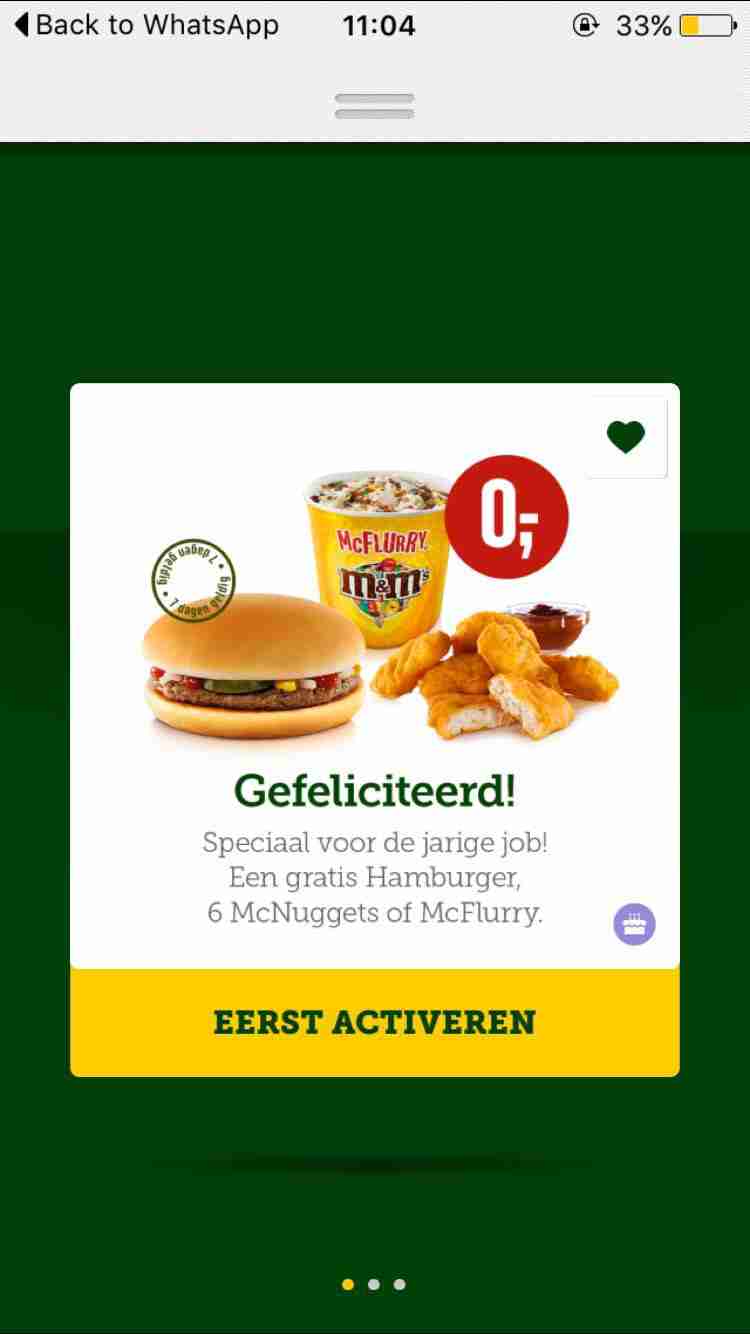 Back to WhatsApp 11:04 33%
0,-
McFLURRY
m&m's
7 dagen geldig • 7 dagen geldig •
Gefeliciteerd!
Speciaal voor de jarige job!
Een gratis Hamburger,
6 McNuggets of McFlurry.
EERST ACTIVEREN